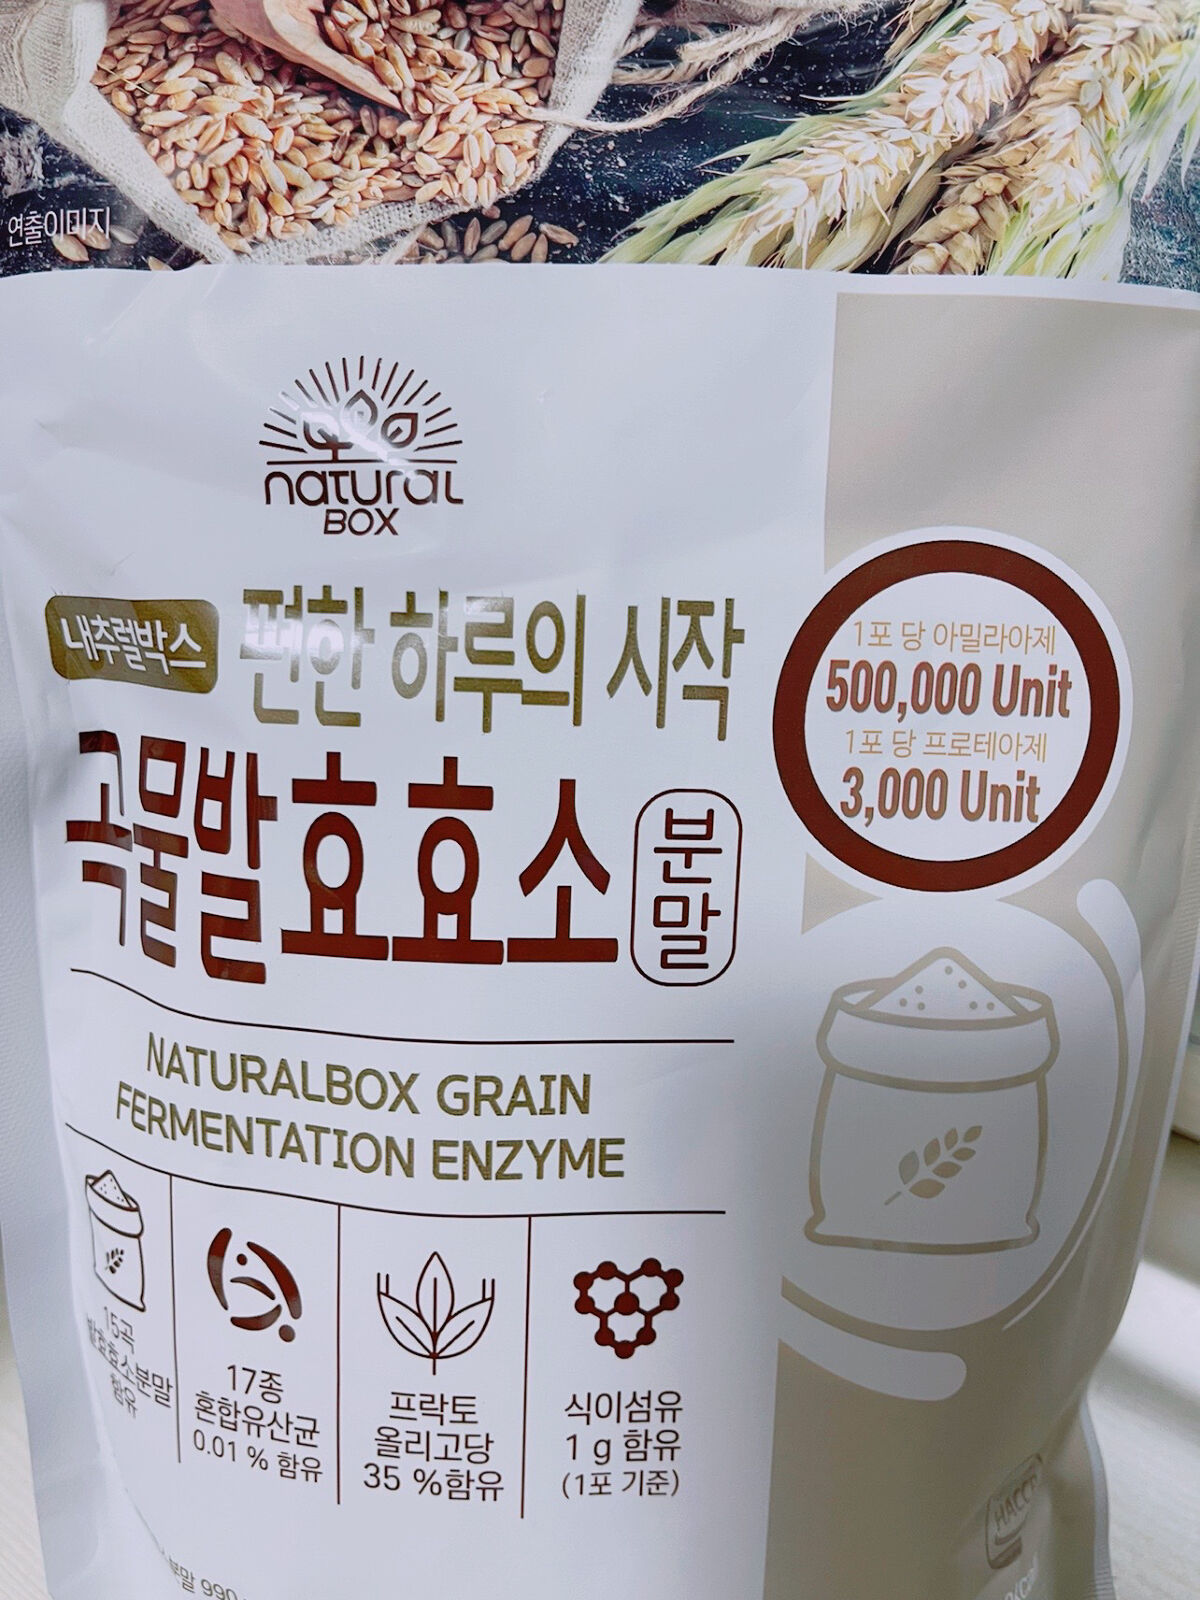 연출이미지
natural
BOX
내추럴박스 편한 하루의 시작
곡물발효효소 분말
1포 당 아밀라아제
500,000 Unit
1포 당 프로테아제
3,000 Unit
NATURALBOX GRAIN
FERMENTATION ENZYME
15곡
발효효소분말
함유
17종
혼합유산균
0.01 % 함유
프락토
올리고당
35 %함유
식이섬유
1 g 함유
(1포 기준)
HACCP
분말 990
kcal